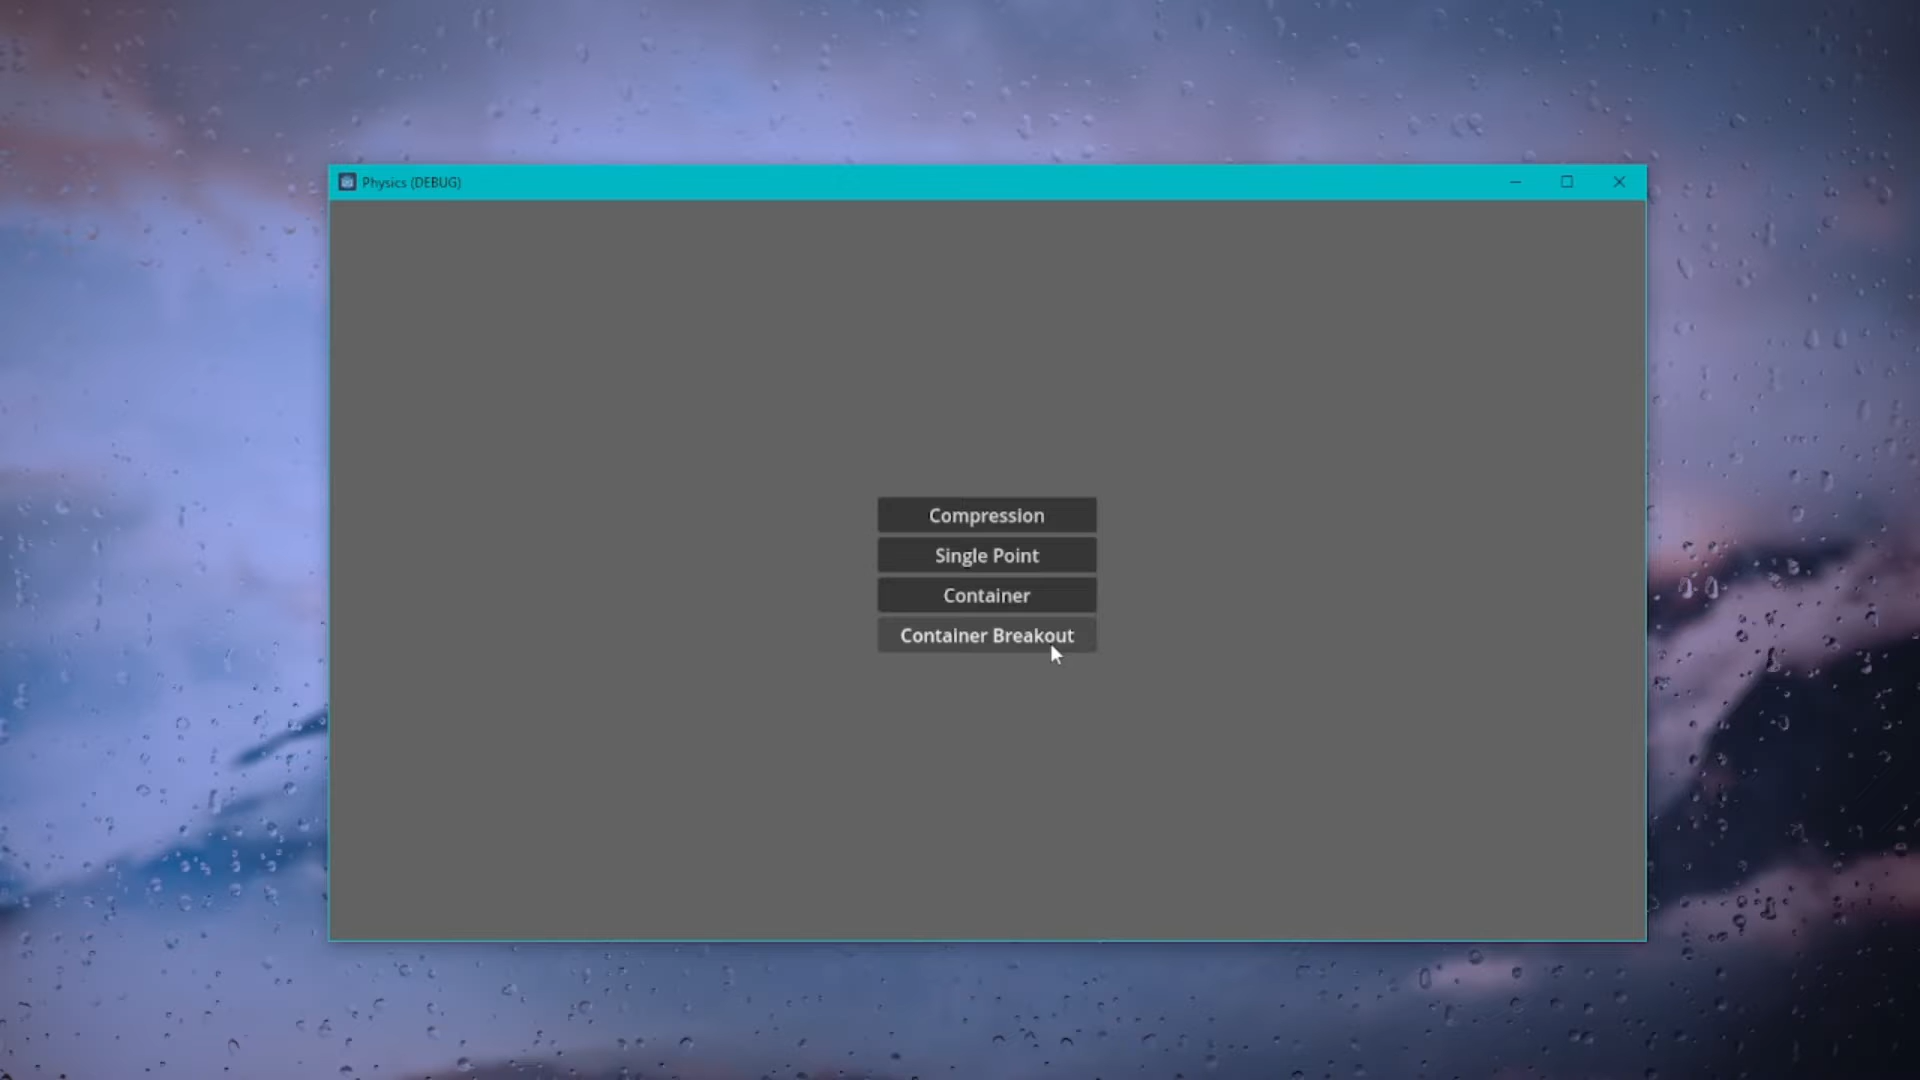 Physics (DEBUG)
Compression
Single Point
Container
Container Breakout